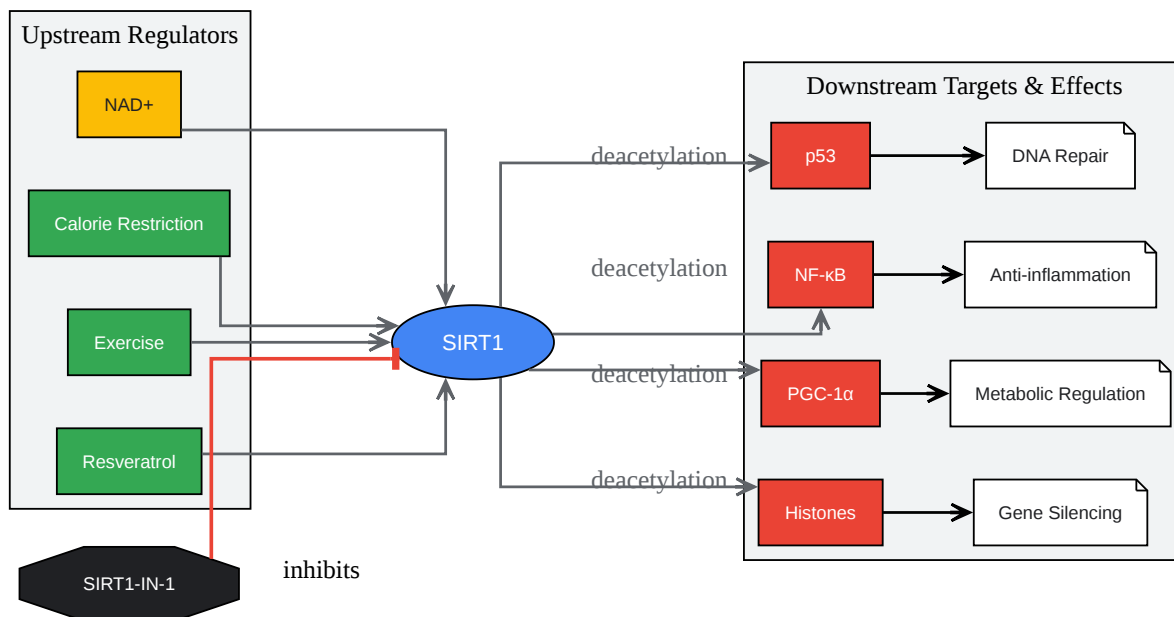 Upstream Regulators
NAD+
Calorie Restriction
Exercise
Resveratrol
SIRT1-IN-1
inhibits
SIRT1
deacetylation
deacetylation
deacetylation
deacetylation
Downstream Targets & Effects
p53
DNA Repair
NF-κB
Anti-inflammation
PGC-1α
Metabolic Regulation
Histones
Gene Silencing